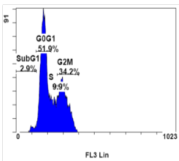 91
G0G1
51.9%
SubG1
2.9%
G2M
34.2%
S
9.9%
0
1023
FL3 Lin